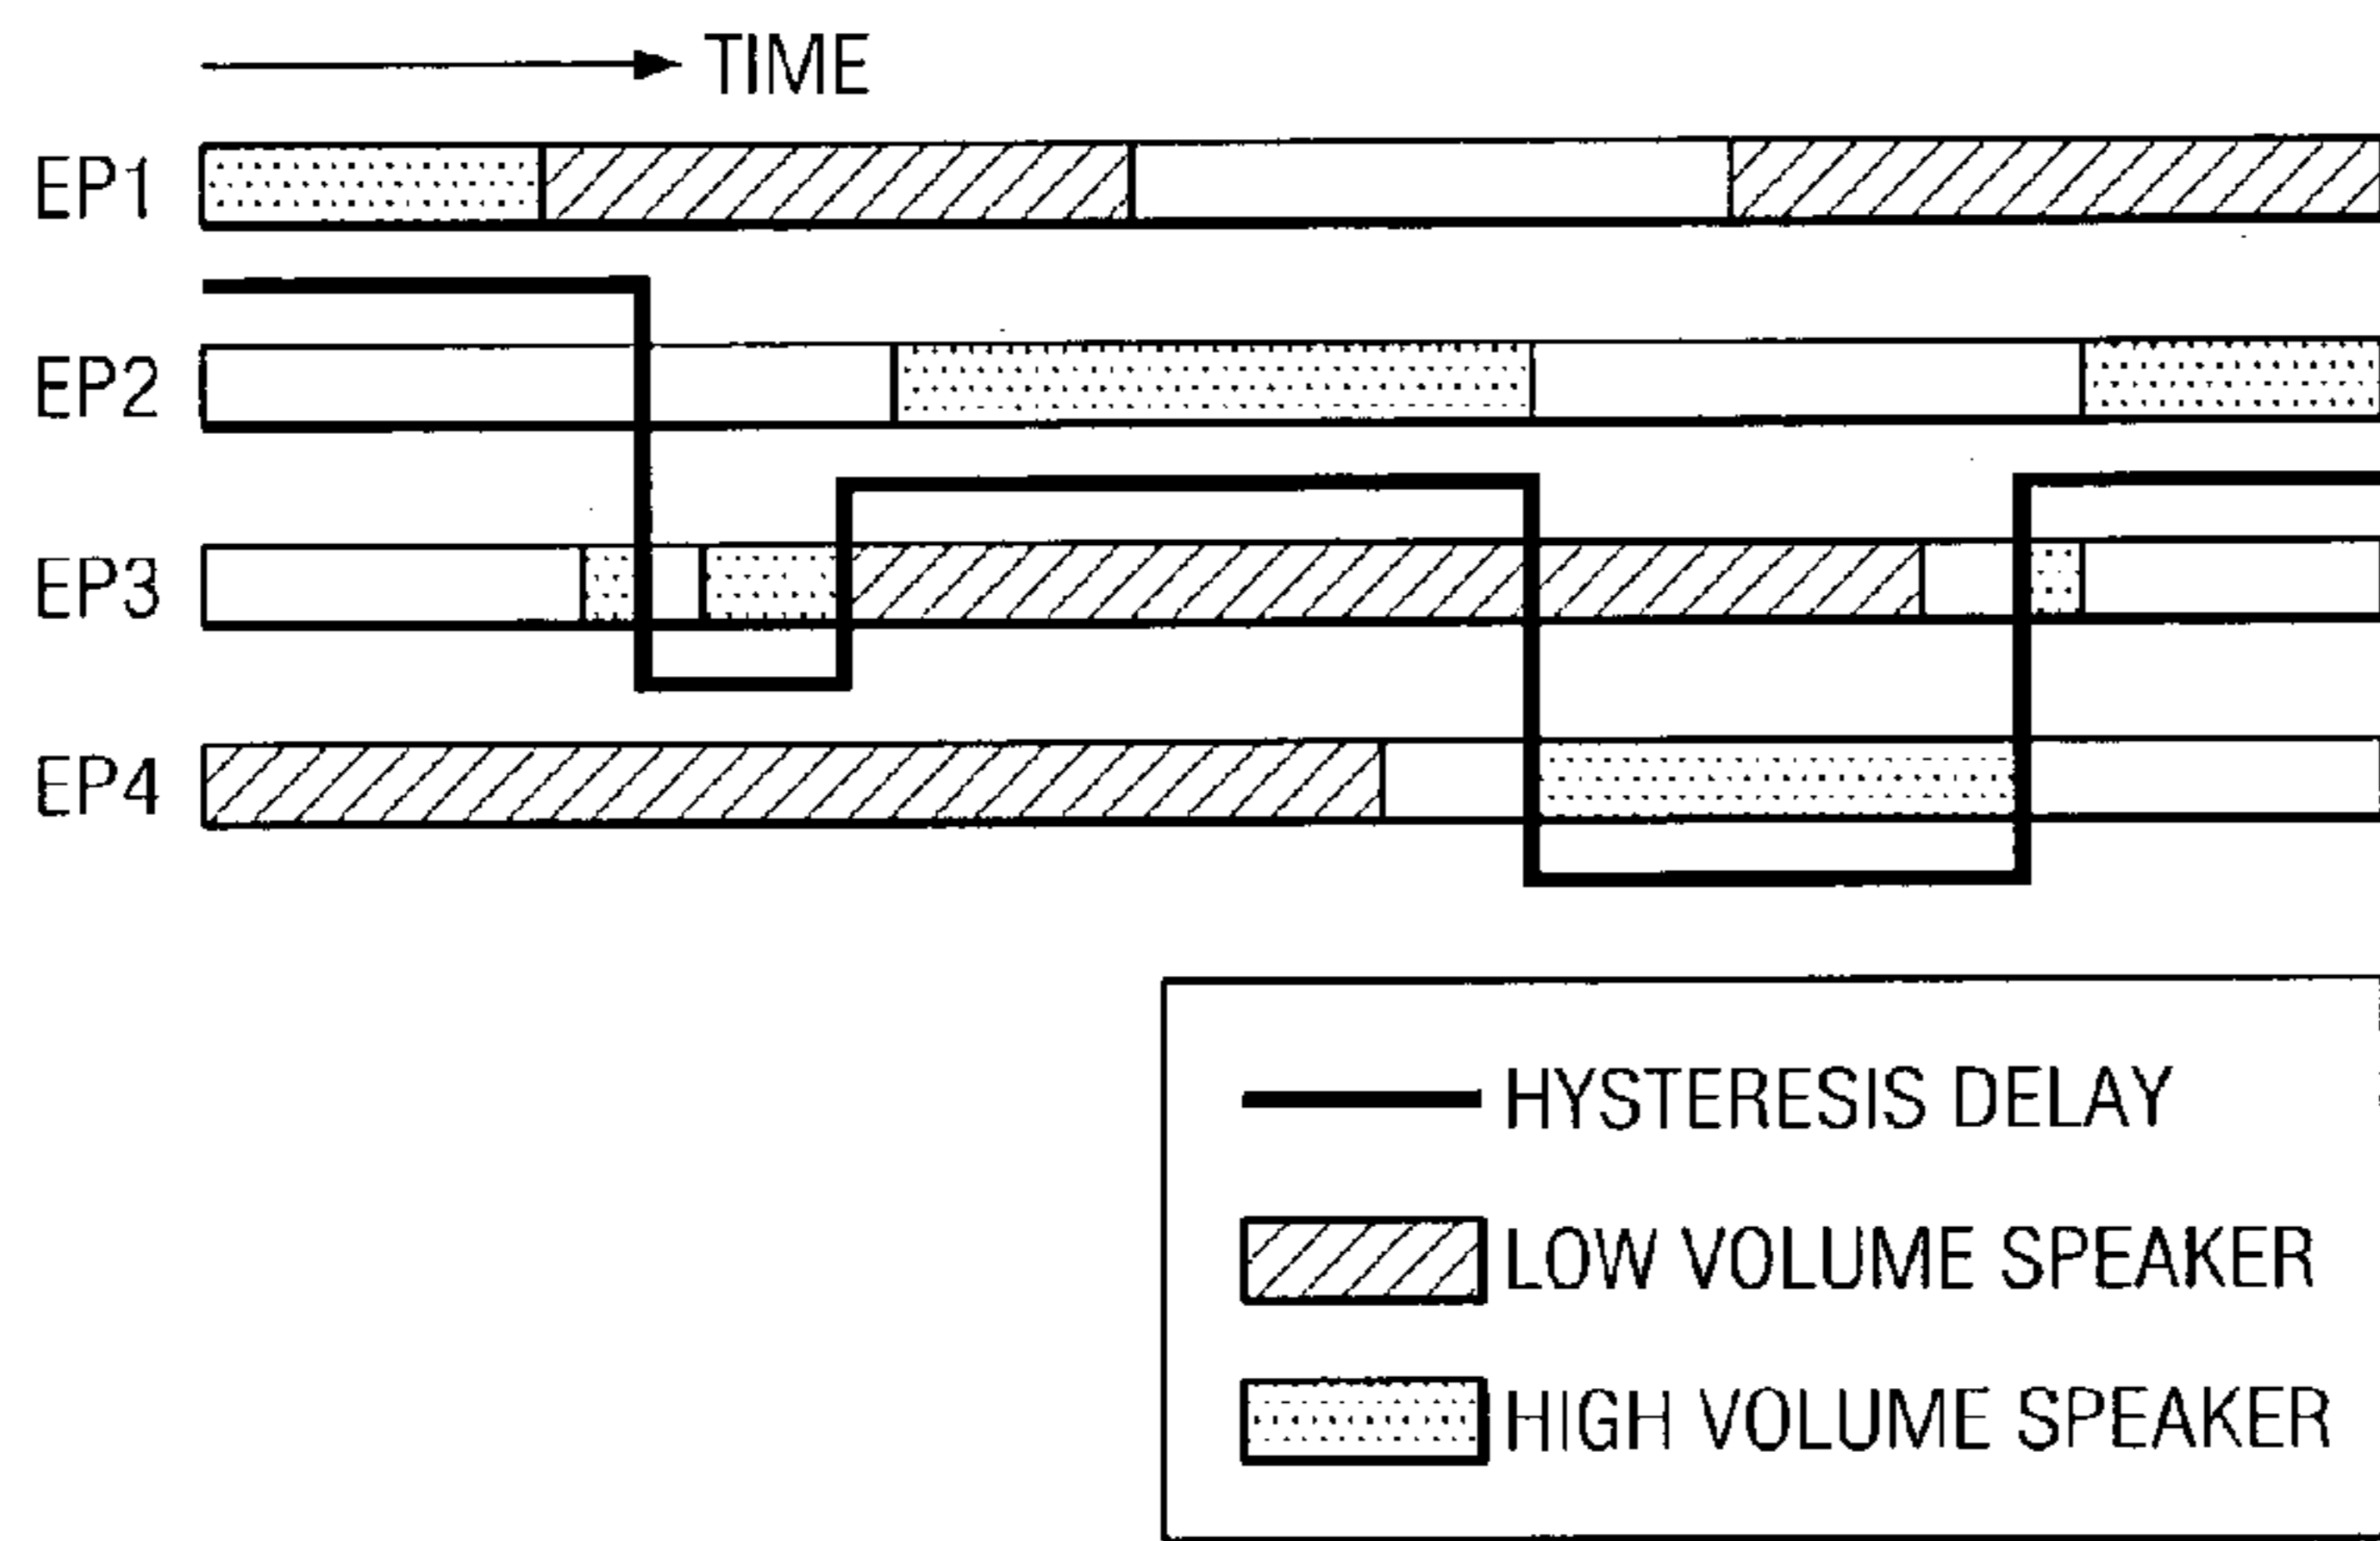 TIME
EP1
EP2
EP3
EP4
HYSTERESIS DELAY
LOW VOLUME SPEAKER
HIGH VOLUME SPEAKER